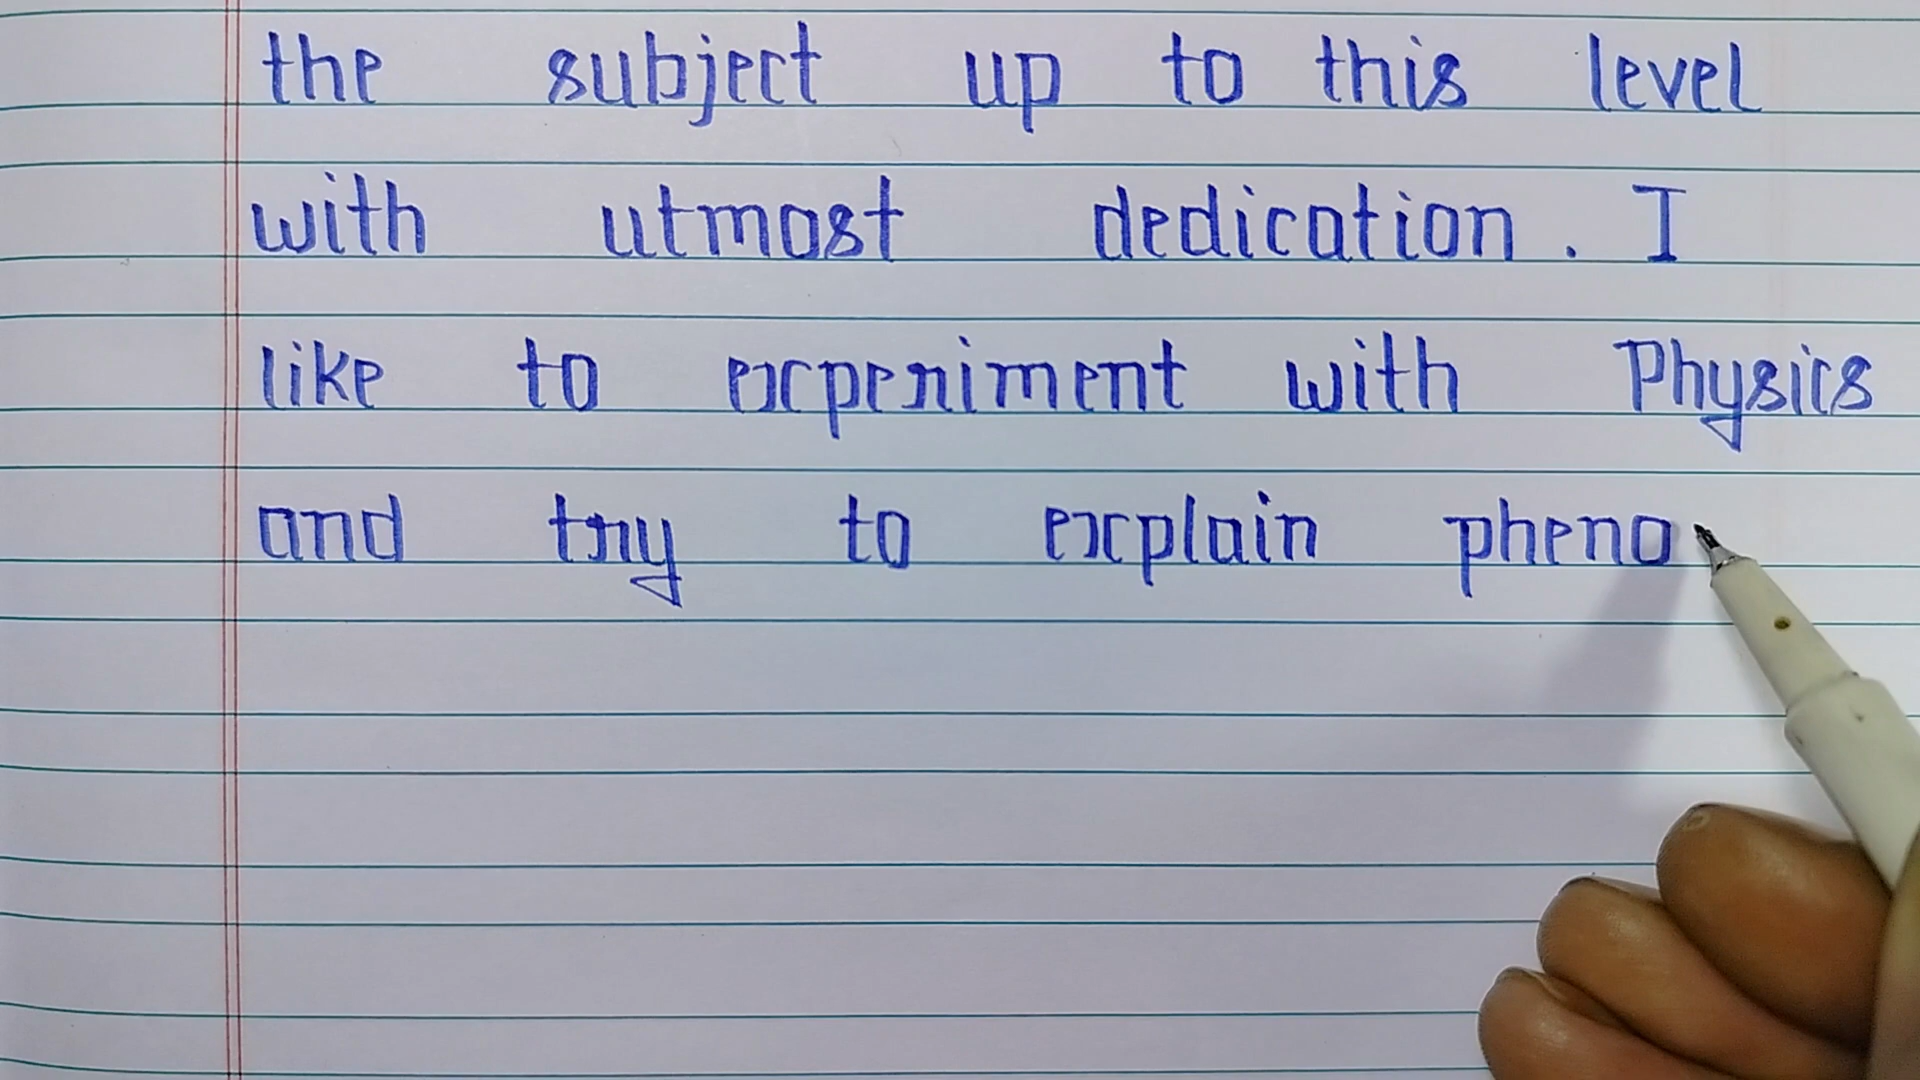 the subject up to this level
with utmost dedication. I
like to experiment with Physics
and try to explain pheno